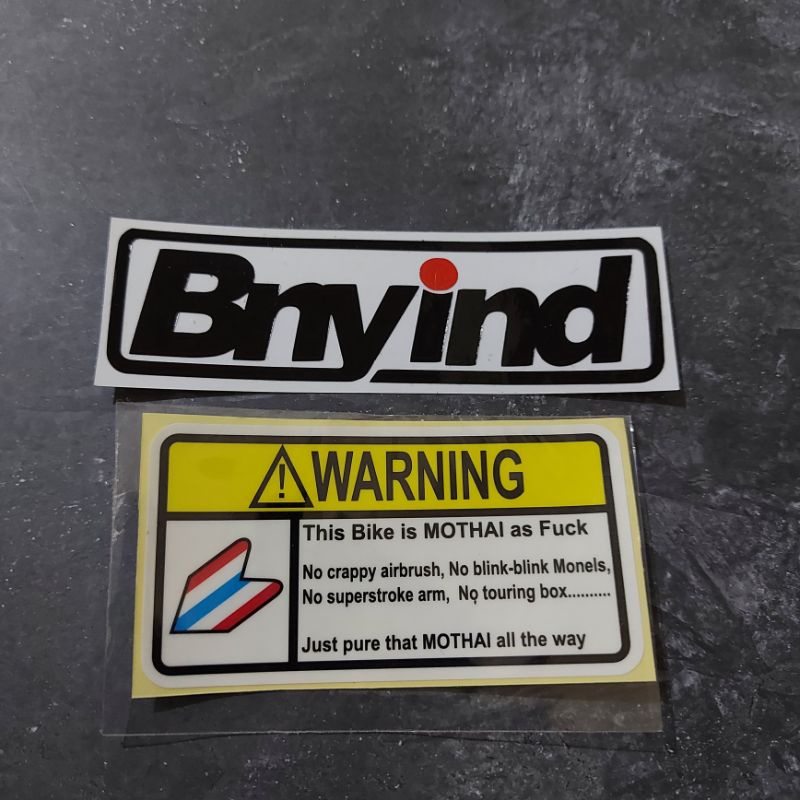 Bnyind
WARNING
This Bike is MOTHAI as Fuck
No crappy airbrush, No blink-blink Monels,
No superstroke arm, No touring box..........
Just pure that MOTHAI all the way